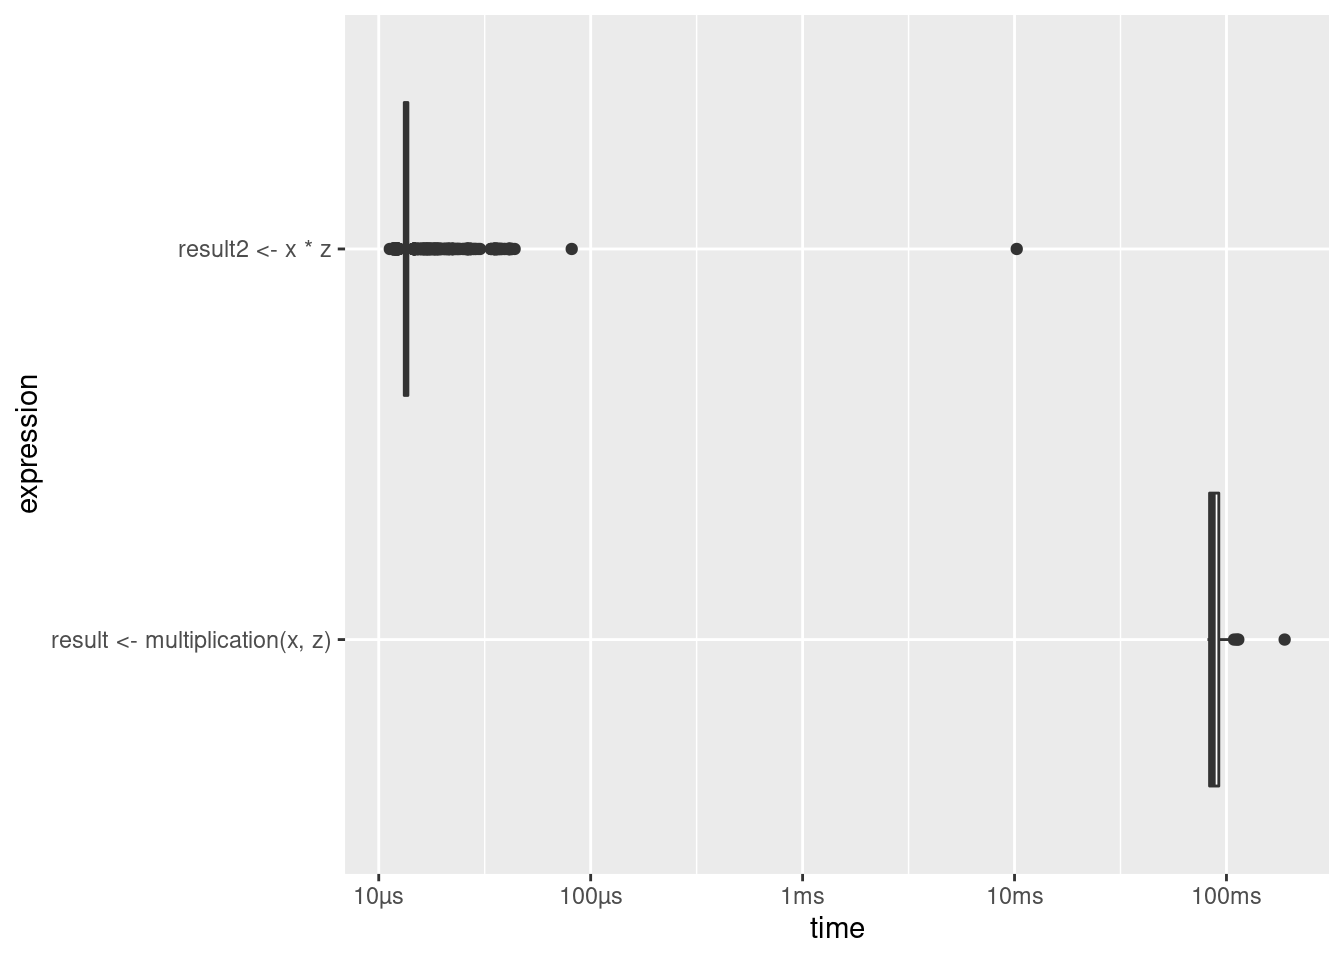 expression
result2 <- x * z
result <- multiplication(x, z)
10µs 100µs 1ms 10ms 100ms
time